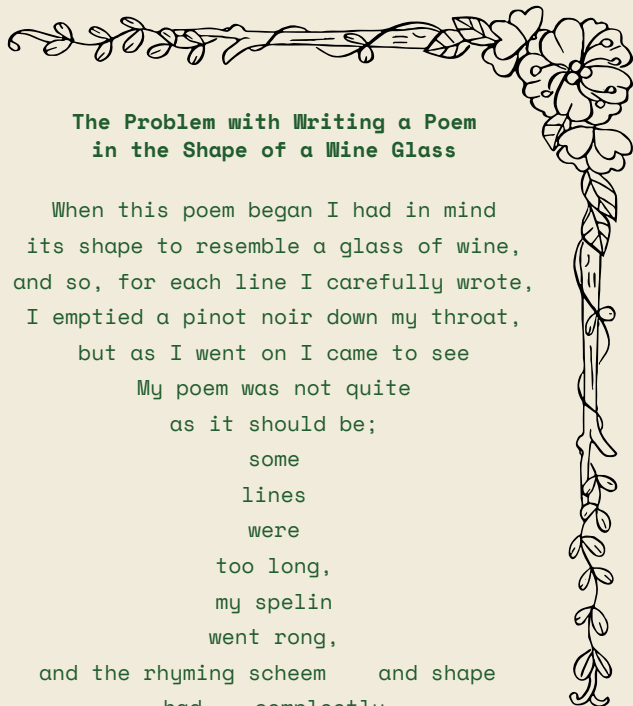 The Problem with Writing a Poem
in the Shape of a Wine Glass
When this poem began I had in mind
its shape to resemble a glass of wine,
and so, for each line I carefully wrote,
I emptied a pinot noir down my throat,
but as I went on I came to see
My poem was not quite
as it should be;
some
lines
were
too long,
my spelin
went rong,
and the rhyming scheem and shape
had compleetly